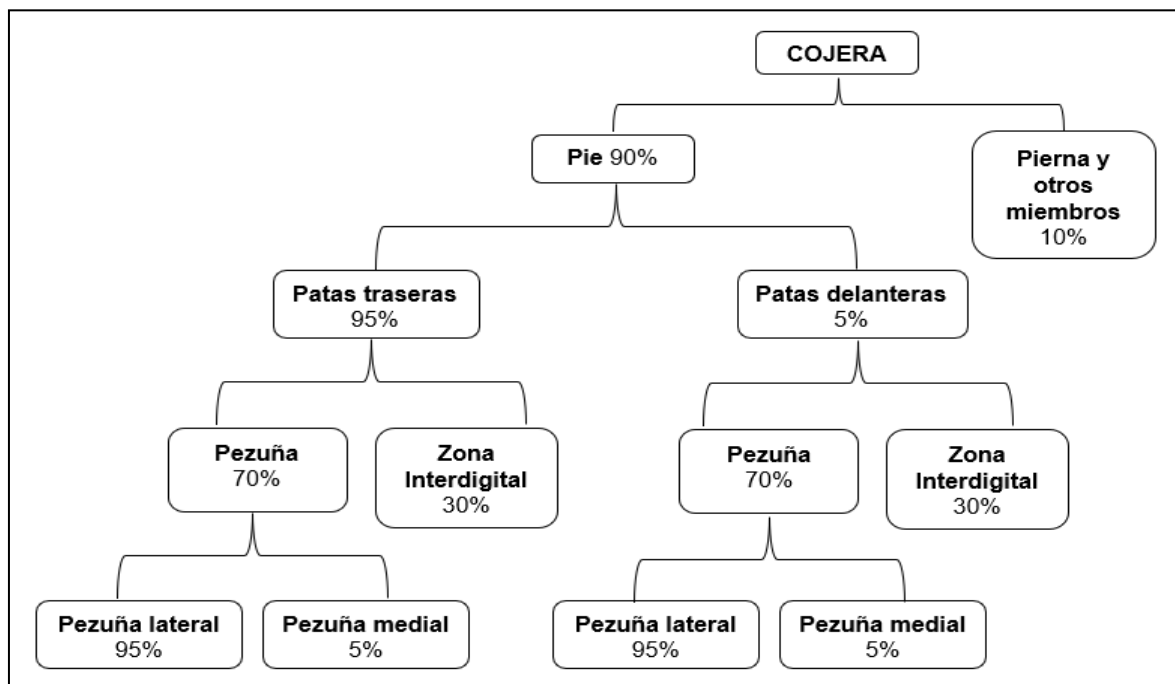 COJERA
Pie 90%
Pierna y
otros
miembros
10%
Patas traseras
95%
Patas delanteras
5%
Pezuña
70%
Zona
Interdigital
30%
Pezuña
70%
Zona
Interdigital
30%
Pezuña lateral
95%
Pezuña medial
5%
Pezuña lateral
95%
Pezuña medial
5%